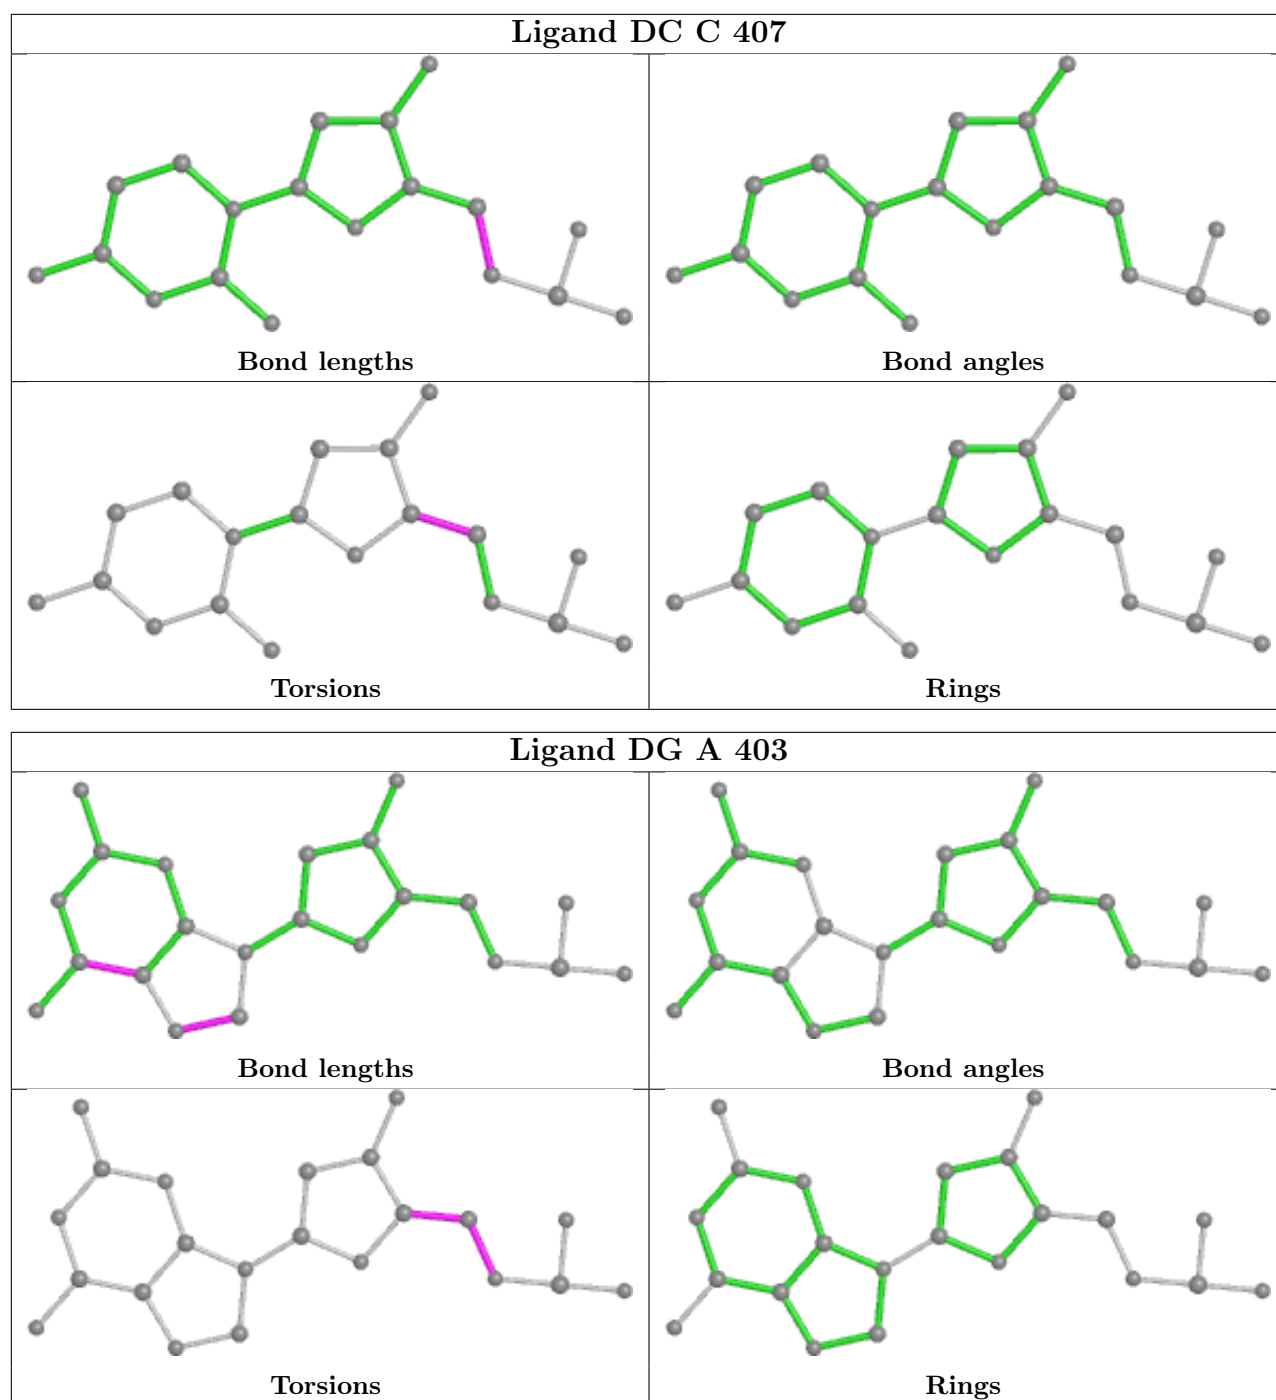 Ligand DC C 407
Bond lengths
Bond angles
Torsions
Rings
Ligand DG A 403
Bond lengths
Bond angles
Torsions
Rings